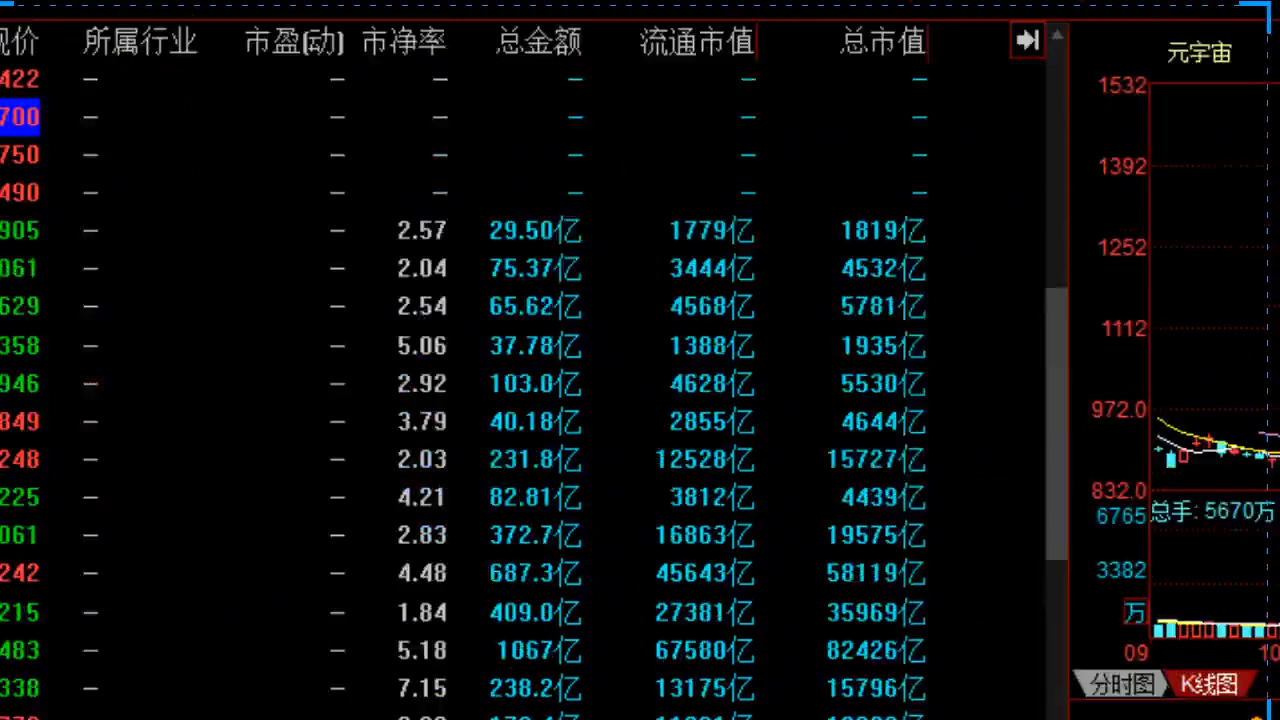 现价 所属行业 市盈(动) 市净率 总金额 流通市值 总市值
422 — — — — — —
700 — — — — — —
750 — — — — — —
490 — — — — — —
905 — — 2.57 29.50亿 1779亿 1819亿
061 — — 2.04 75.37亿 3444亿 4532亿
629 — — 2.54 65.62亿 4568亿 5781亿
358 — — 5.06 37.78亿 1388亿 1935亿
946 — — 2.92 103.0亿 4628亿 5530亿
849 — — 3.79 40.18亿 2855亿 4644亿
248 — — 2.03 231.8亿 12528亿 15727亿
225 — — 4.21 82.81亿 3812亿 4439亿
061 — — 2.83 372.7亿 16863亿 19575亿
242 — — 4.48 687.3亿 45643亿 58119亿
215 — — 1.84 409.0亿 27381亿 35969亿
483 — — 5.18 1067亿 67580亿 82426亿
338 — — 7.15 238.2亿 13175亿 15796亿
元宇宙
1532
1392
1252
1112
972.0
832.0
6765 总手: 5670万
3382
万
09 10
分时图 K线图